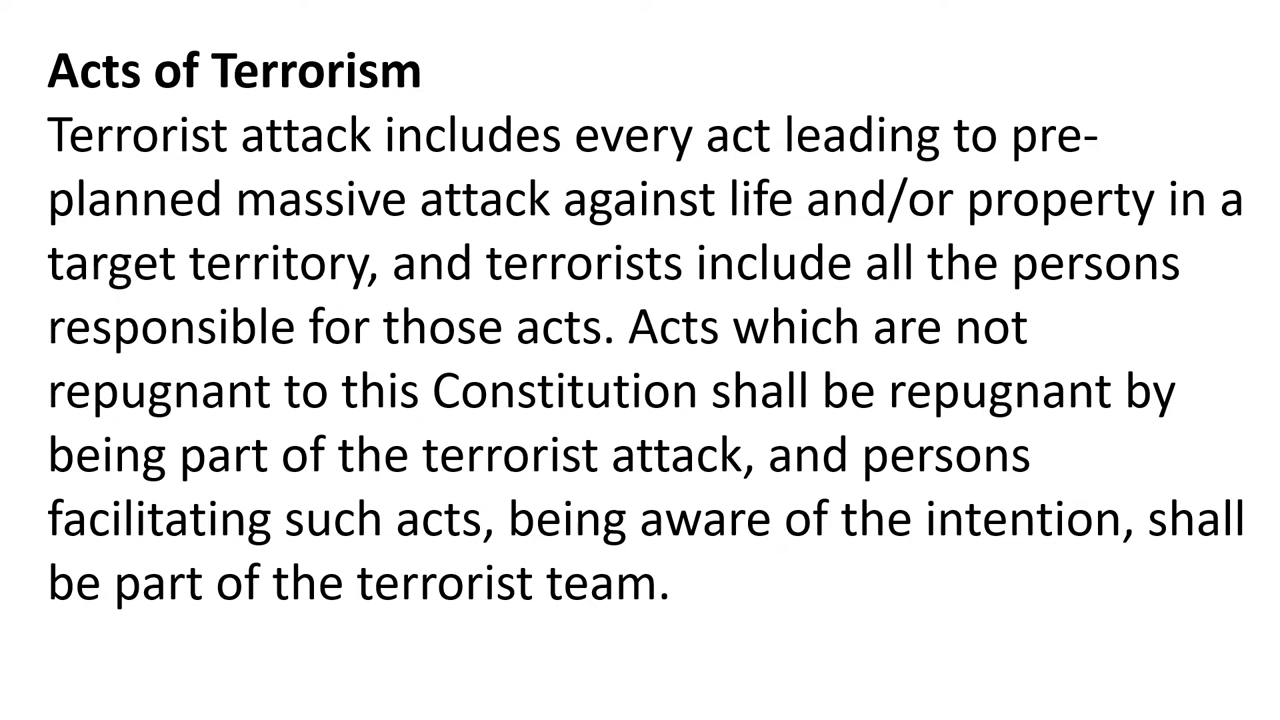 Acts of Terrorism
Terrorist attack includes every act leading to pre-
planned massive attack against life and/or property in a
target territory, and terrorists include all the persons
responsible for those acts. Acts which are not
repugnant to this Constitution shall be repugnant by
being part of the terrorist attack, and persons
facilitating such acts, being aware of the intention, shall
be part of the terrorist team.